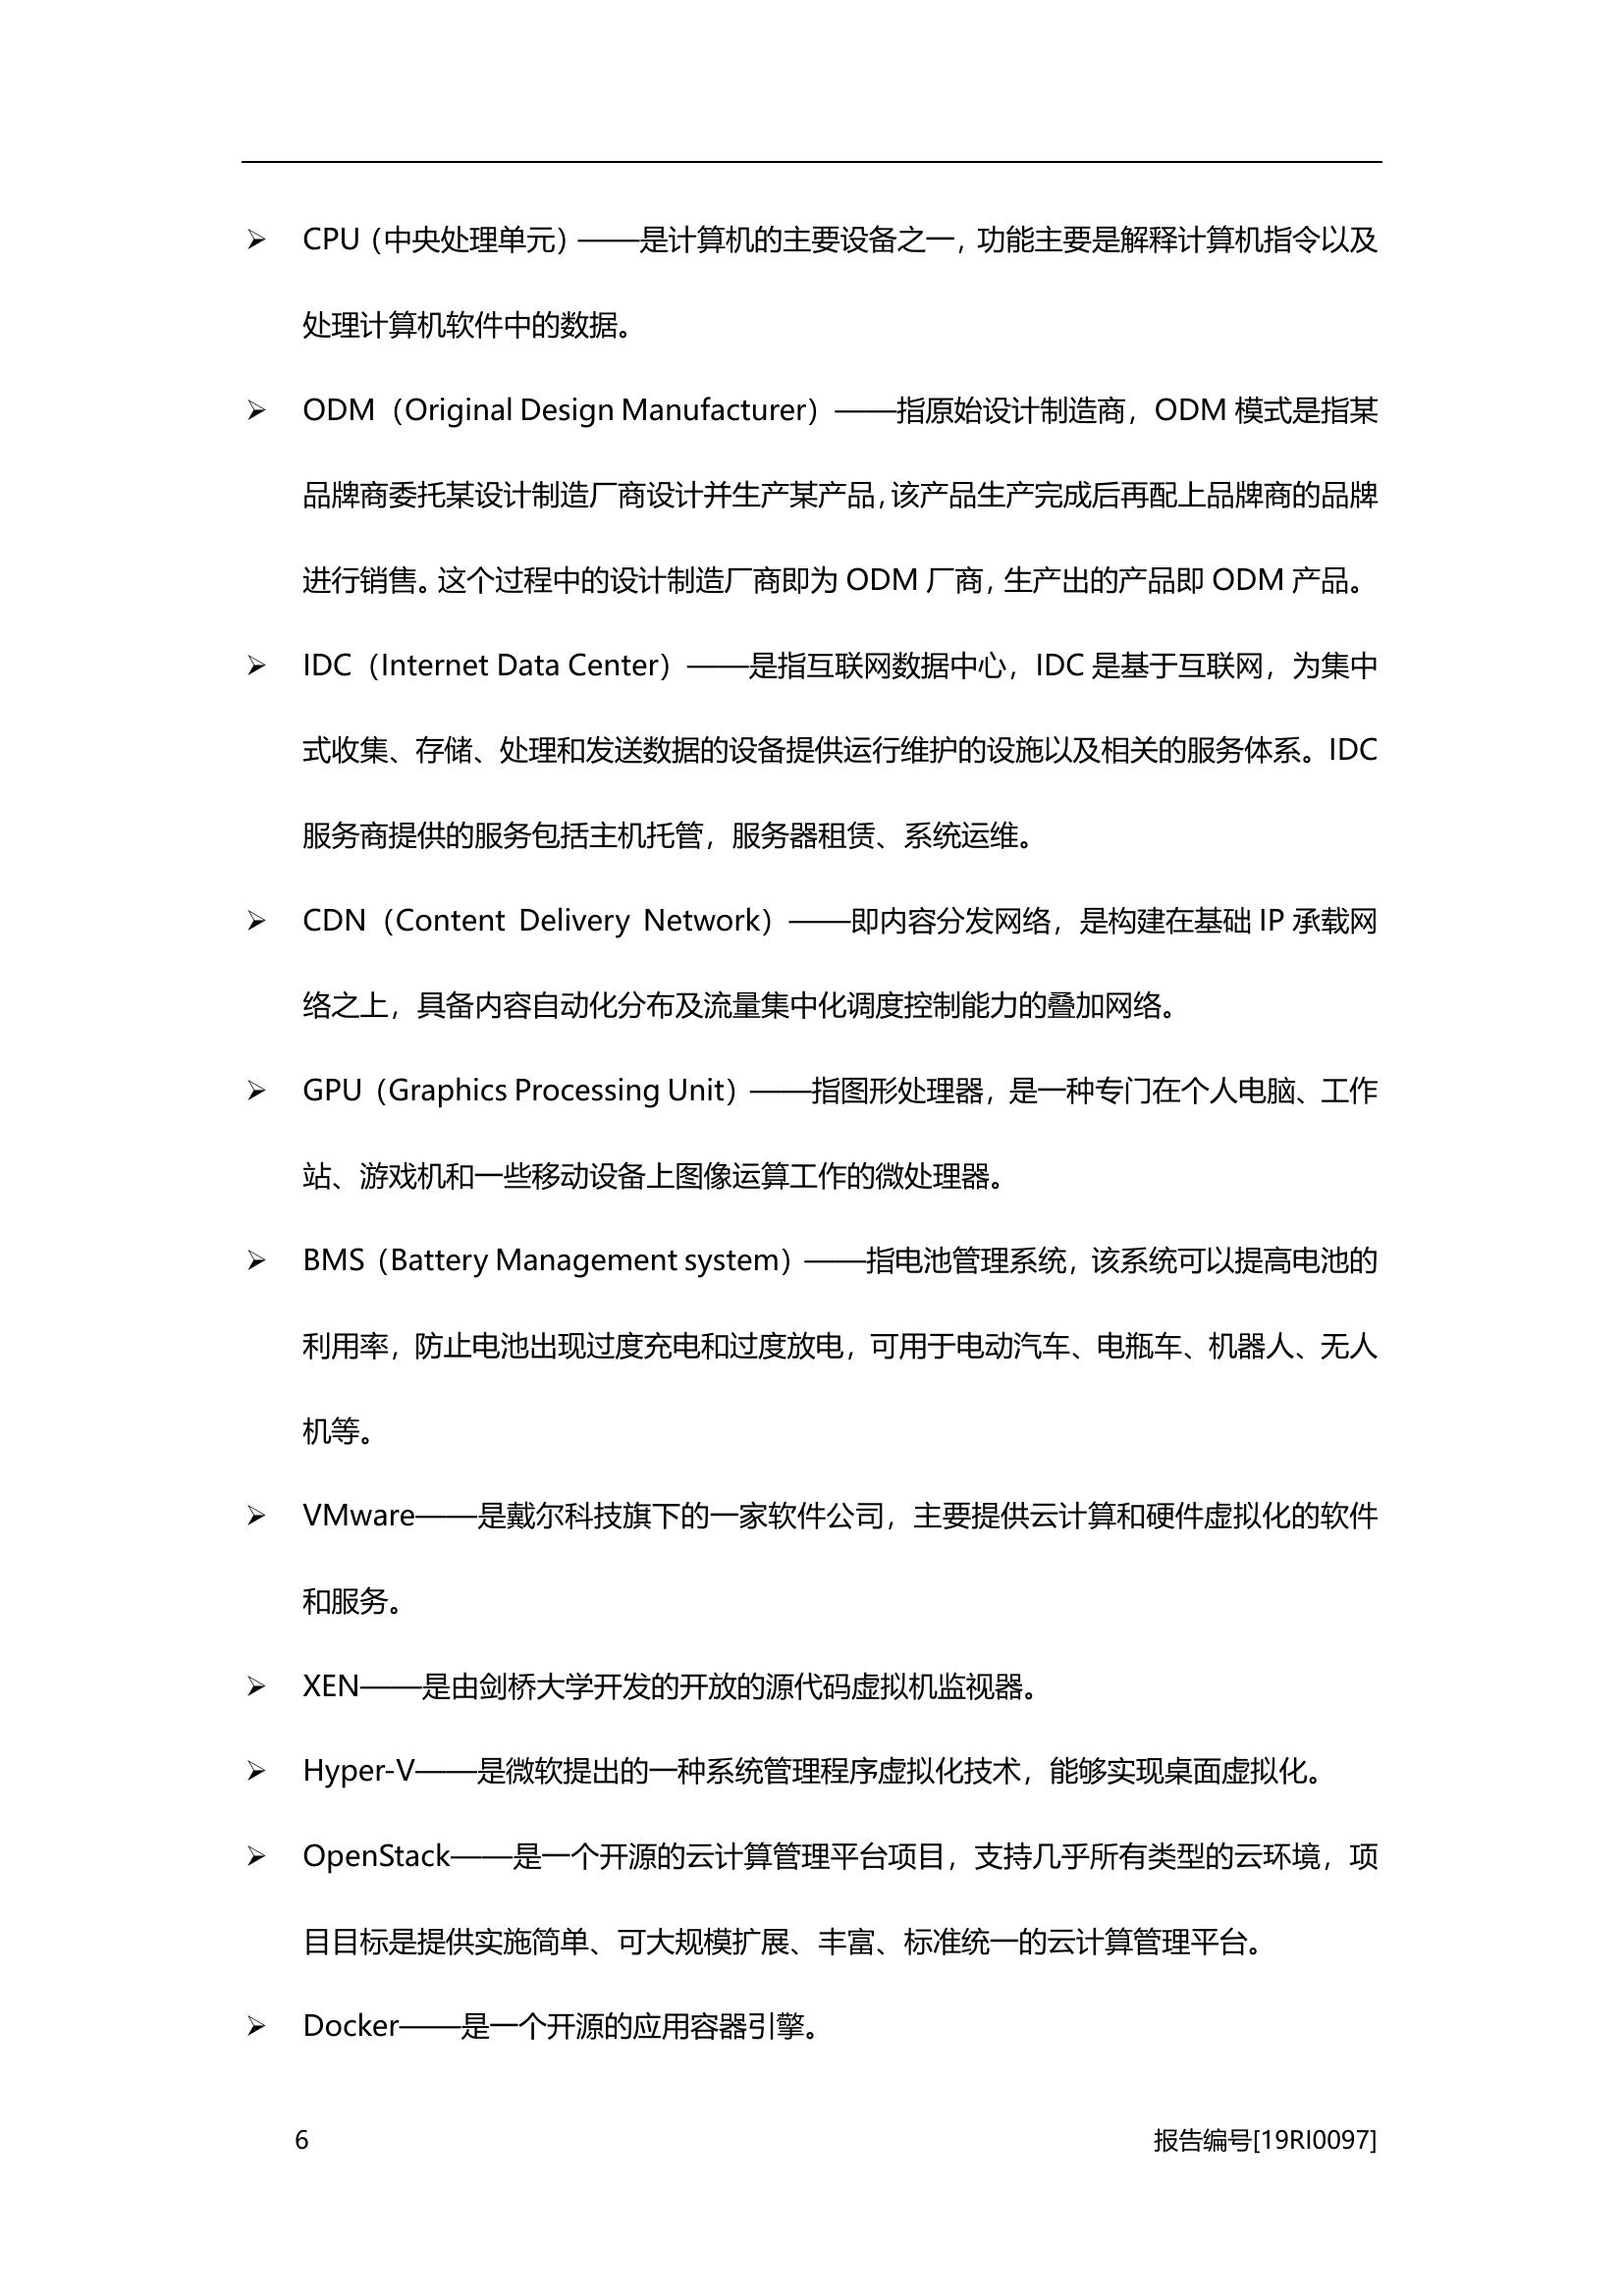 ➢ CPU（中央处理单元）——是计算机的主要设备之一，功能主要是解释计算机指令以及
处理计算机软件中的数据。
➢ ODM（Original Design Manufacturer）——指原始设计制造商，ODM 模式是指某
品牌商委托某设计制造厂商设计并生产某产品，该产品生产完成后再配上品牌商的品牌
进行销售。这个过程中的设计制造厂商即为 ODM 厂商，生产出的产品即 ODM 产品。
➢ IDC（Internet Data Center）——是指互联网数据中心，IDC 是基于互联网，为集中
式收集、存储、处理和发送数据的设备提供运行维护的设施以及相关的服务体系。IDC
服务商提供的服务包括主机托管，服务器租赁、系统运维。
➢ CDN（Content Delivery Network）——即内容分发网络，是构建在基础 IP 承载网
络之上，具备内容自动化分布及流量集中化调度控制能力的叠加网络。
➢ GPU（Graphics Processing Unit）——指图形处理器，是一种专门在个人电脑、工作
站、游戏机和一些移动设备上图像运算工作的微处理器。
➢ BMS（Battery Management system）——指电池管理系统，该系统可以提高电池的
利用率，防止电池出现过度充电和过度放电，可用于电动汽车、电瓶车、机器人、无人
机等。
➢ VMware——是戴尔科技旗下的一家软件公司，主要提供云计算和硬件虚拟化的软件
和服务。
➢ XEN——是由剑桥大学开发的开放的源代码虚拟机监视器。
➢ Hyper-V——是微软提出的一种系统管理程序虚拟化技术，能够实现桌面虚拟化。
➢ OpenStack——是一个开源的云计算管理平台项目，支持几乎所有类型的云环境，项
目目标是提供实施简单、可大规模扩展、丰富、标准统一的云计算管理平台。
➢ Docker——是一个开源的应用容器引擎。
6 报告编号[19RI0097]